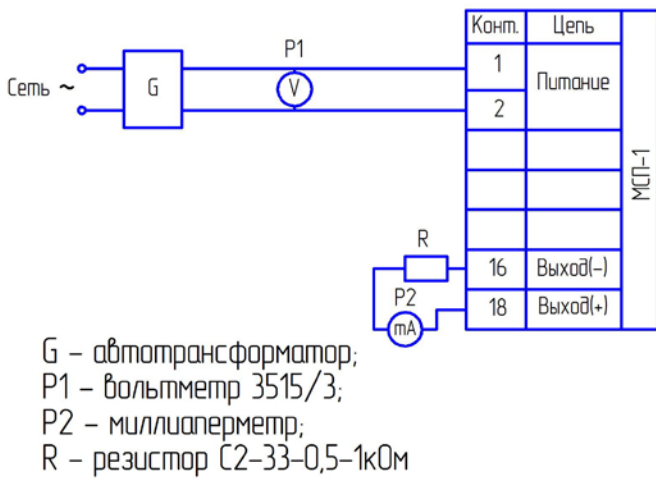 Конт. Цепь
P1
1
Сеть ~ G V Питание
2
МСП-1
R
16 Выход(-)
P2
mA 18 Выход(+)
G - автотрансформатор;
P1 - вольтметр Э515/3;
P2 - миллиаперметр;
R - резистор С2-33-0,5-1кОм